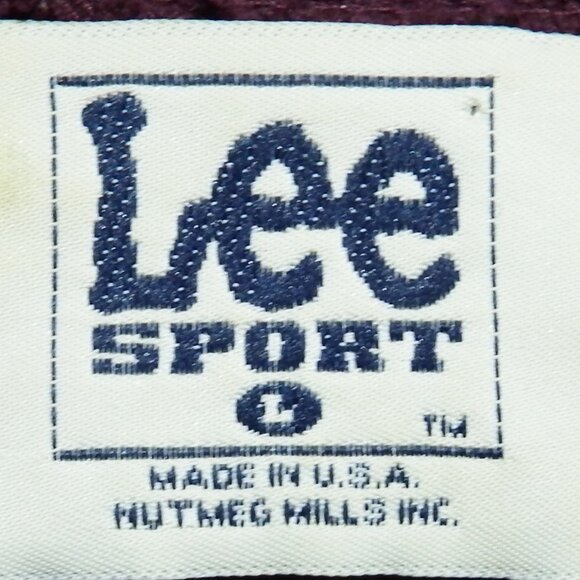 Lee
SPORT
L
TM
MADE IN U.S.A.
NUTMEG MILLS INC.